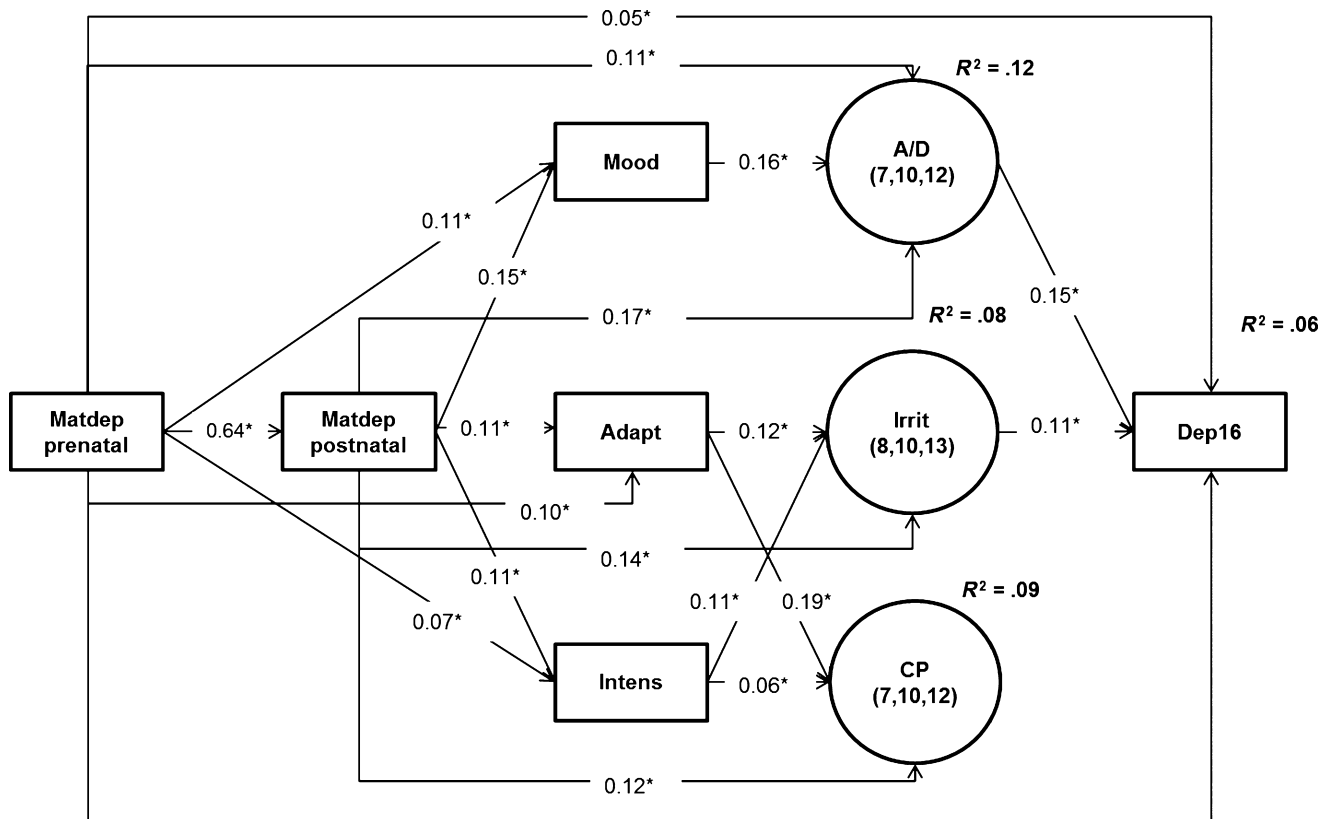 0.05*
0.11*
R² = .12
Mood
0.16*
A/D
(7,10,12)
0.11*
0.15*
0.15*
0.17*
R² = .08
R² = .06
Matdep
prenatal
0.64*
Matdep
postnatal
0.11*
Adapt
0.12*
Irrit
(8,10,13)
0.11*
Dep16
0.10*
0.14*
0.11*
0.07*
0.11*
0.19*
R² = .09
Intens
0.06*
CP
(7,10,12)
0.12*